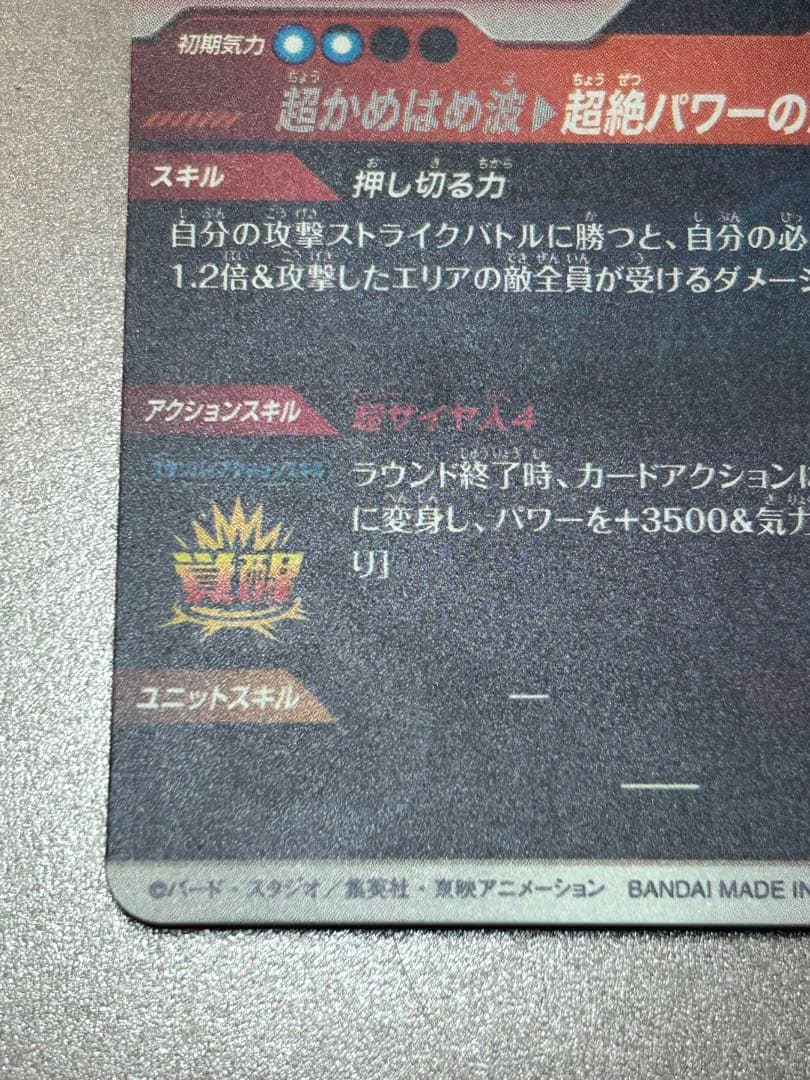 初期気力
超かめはめ波▶超絶パワーの
スキル 押し切る力
自分の攻撃ストライクバトルに勝つと、自分の必
1.2倍&攻撃したエリアの敵全員が受けるダメージ
アクションスキル 超サイヤ人4
ラウンド終了時、カードアクション
に変身し、パワーを+3500&気力
り]
覚醒
ユニットスキル ー
©バード・スタジオ/集英社・東映アニメーション BANDAI MADE IN